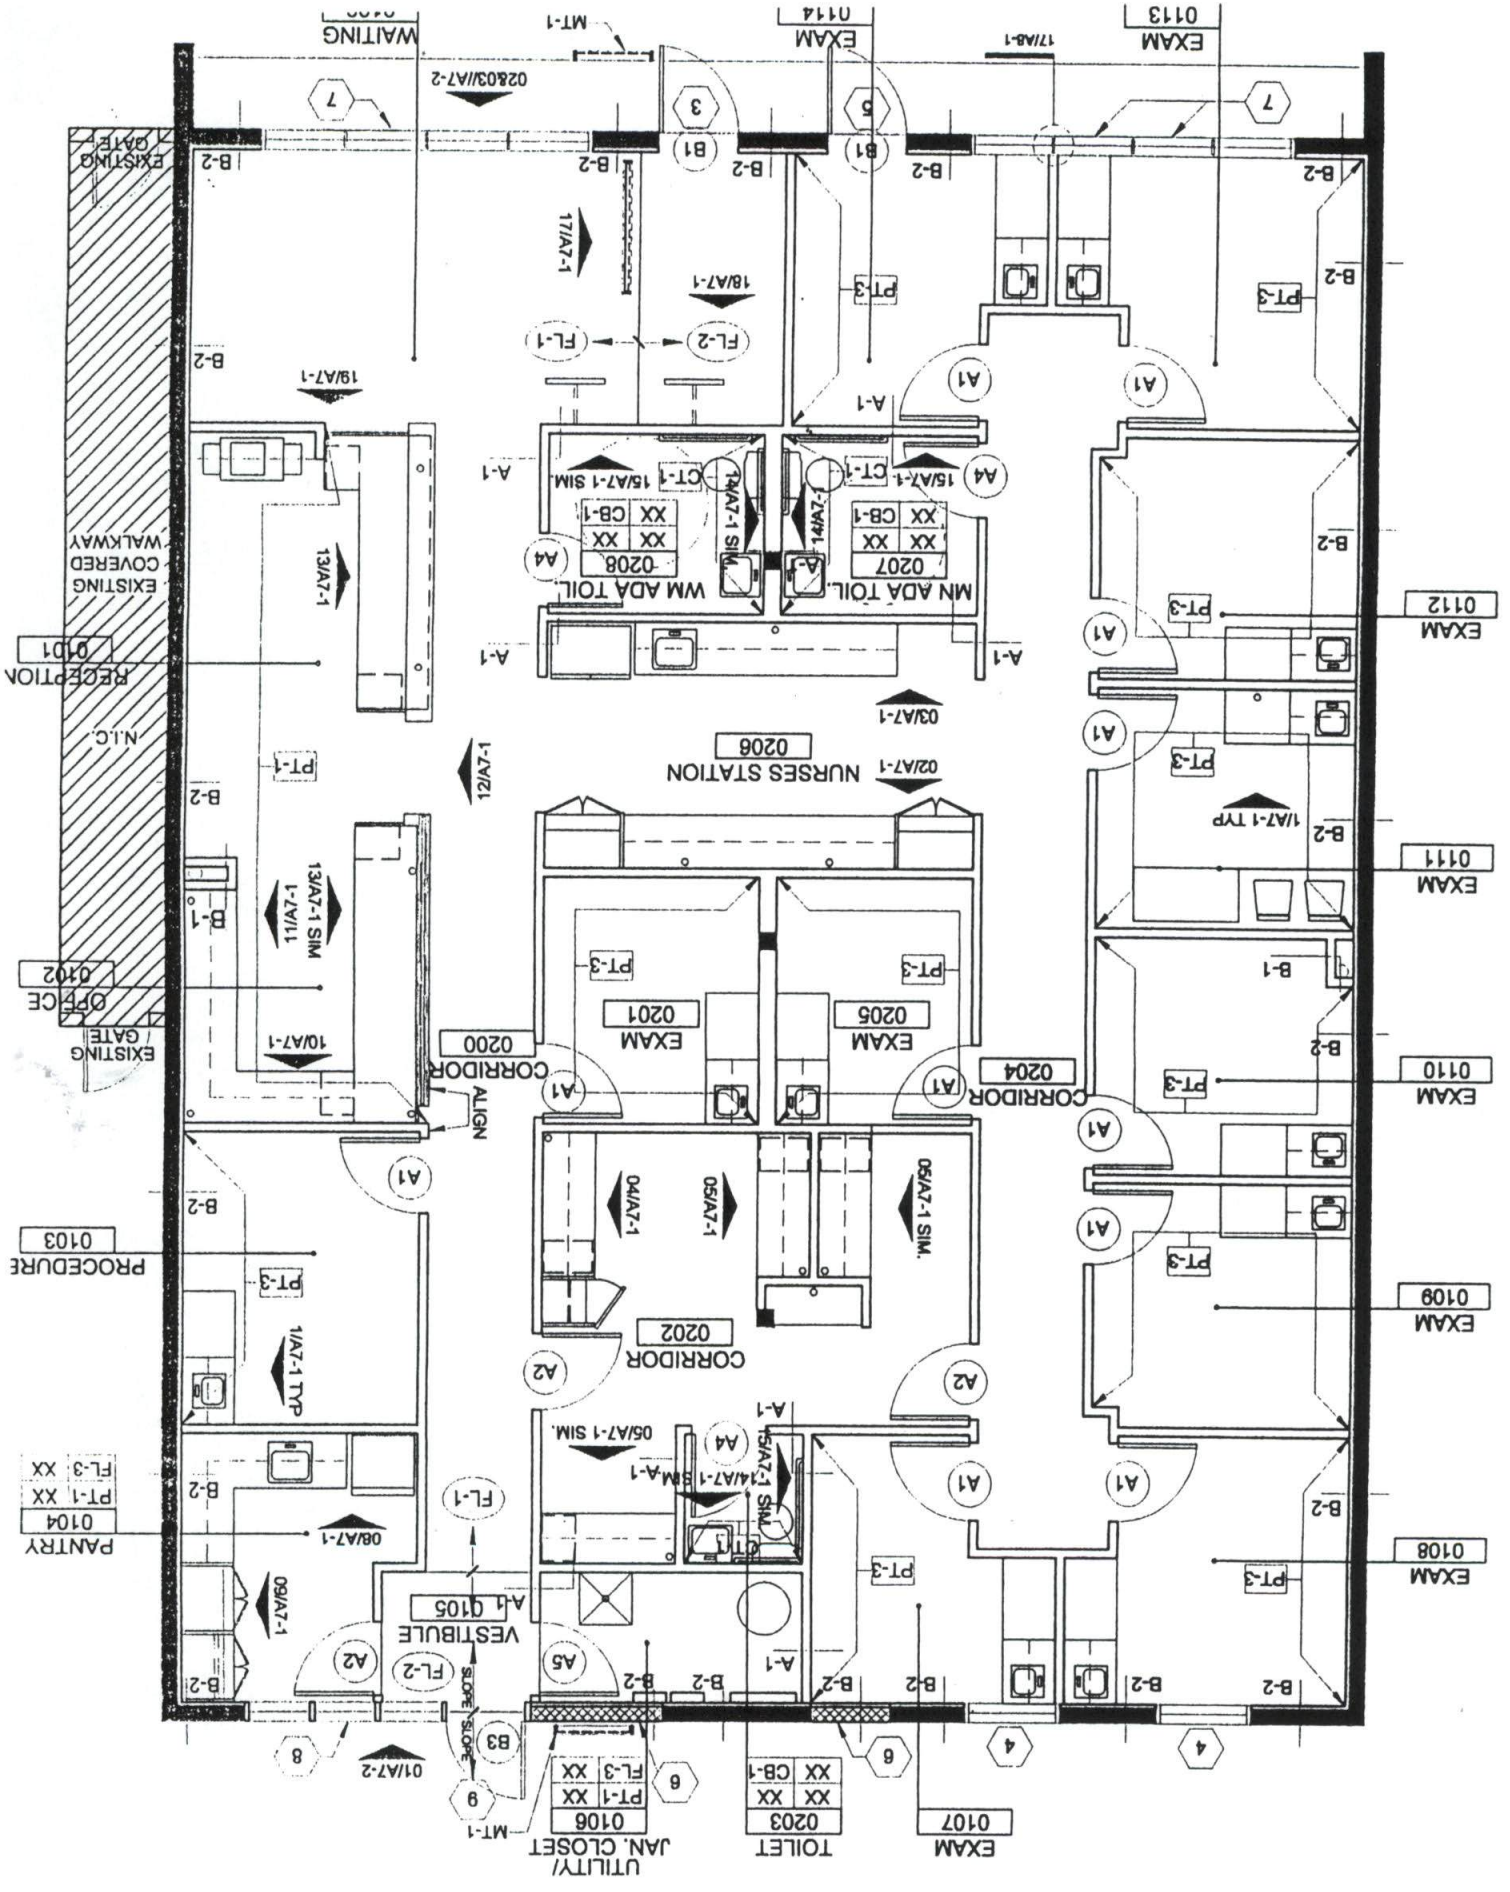 UTILITY/
EXAM
0107
TOILET
0203
XX XX
XX CB-1
JAN. CLOSET
0106
PT-1 XX
FL-3 XX
MT-1
01/A7-2
4
4
B3
8
SLOPE
SLOPE
B-2
B-2
B-2
B-2
B-2
B-2
B-2
A-1
A5
FL-2
A2
VESTIBULE
0105
A-1
09/A7-1
EXAM
0108
PT-3
PT-3
CT-1
08/A7-1
PANTRY
0104
PT-1 XX
FL-3 XX
B-2
A1
A1
15/A7-1 SIM
14/A7-1 SIM
A-1
A4
A-1
05/A7-1 SIM.
FL-1
B-2
EXAM
0109
A2
CORRIDOR
0202
A2
1/A7-1 TYP
PT-3
A1
05/A7-1 SIM.
05/A7-1
04/A7-1
PT-3
PROCEDURE
0103
B-2
A1
A1
ALIGN
EXAM
0110
PT-3
CORRIDOR
0204
A1
A1
CORRIDOR
0200
10/A7-1
EXISTING
GATE
B-2
EXAM
0205
EXAM
0201
OFFICE
0102
B-1
PT-3
PT-3
13/A7-1 SIM
11/A7-1
B-1
EXAM
0111
B-2
1/A7-1 TYP
PT-3
A1
02/A7-1
NURSES STATION
0206
12/A7-1
PT-1
B-2
N.I.C.
03/A7-1
EXAM
0112
PT-3
A1
A-1
A-1
RECEPTION
0101
MN ADA TOIL.
0207
XX XX
XX CB-1
A-1
WM ADA TOIL.
0208
XX XX
XX CB-1
A4
13/A7-1
EXISTING
COVERED
WALKWAY
B-2
A4
15/A7-1
CT-1
14/A7-1
14/A7-1 SIM.
CT-1
15/A7-1 SIM.
A-1
A-1
A1
A1
19/A7-1
B-2
FL-2
FL-1
PT-3
PT-3
B-2
18/A7-1
17/A7-1
B-2
B-2
B-2
B-2
B-2
B1
B1
EXISTING
GATE
7
5
3
7
02&03//A7-2
17/A8-1
MT-1
EXAM
0113
EXAM
0114
WAITING